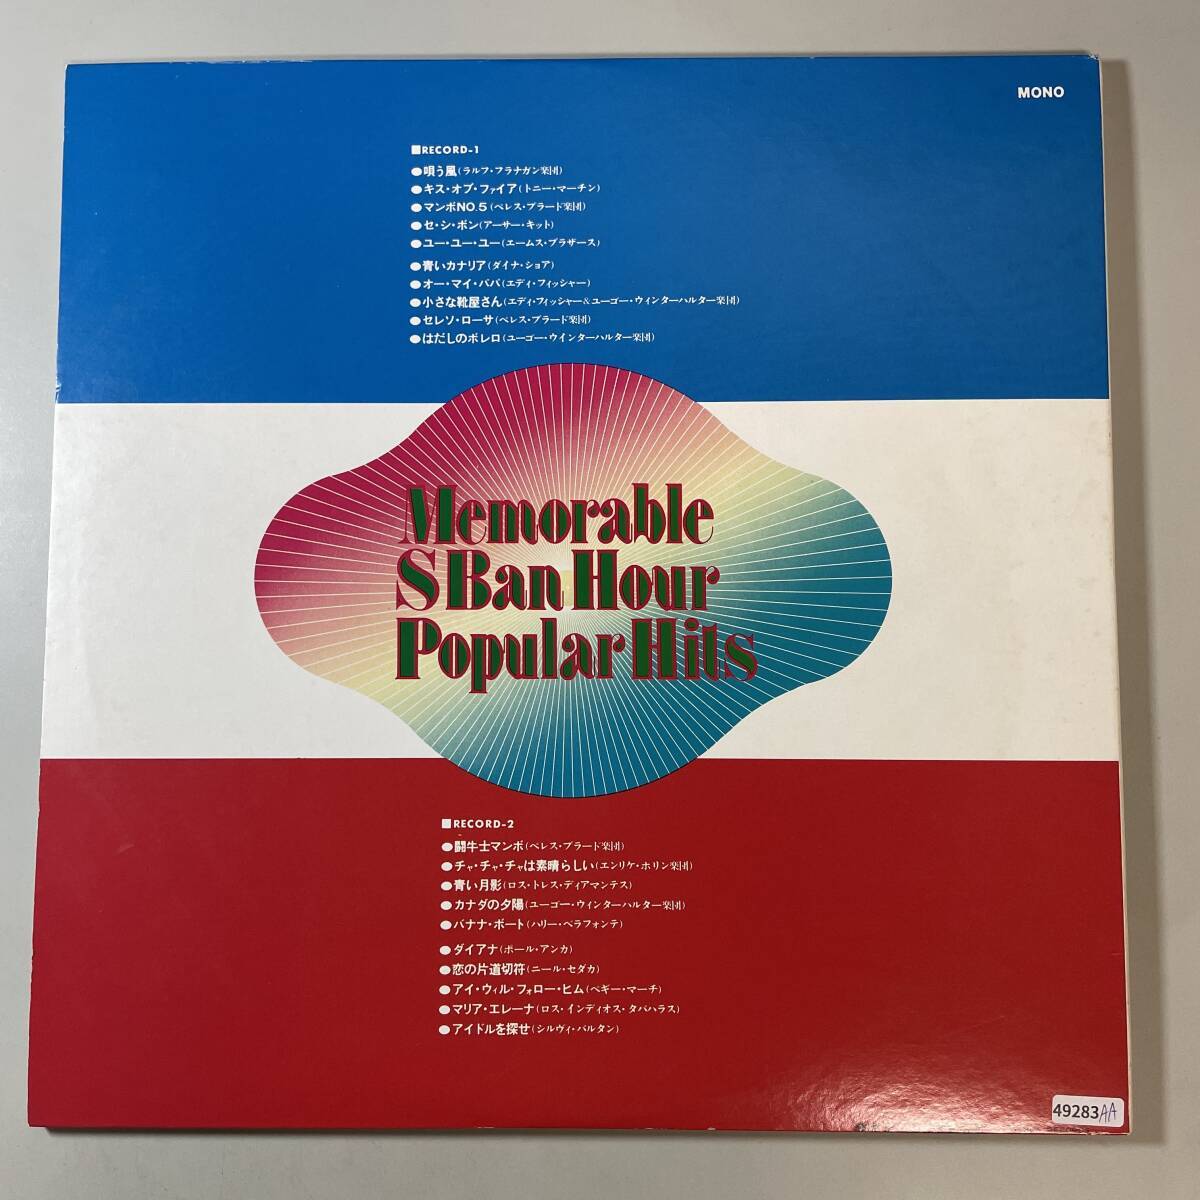 MONO
■RECORD-1
●唄う風(ラルフ・フラナガン楽団)
●キス・オブ・ファイア(トニー・マーチン)
●マンボNO.5(ペレス・プラード楽団)
●セ・シ・ボン(アーサー・キット)
●ユー・ユー・ユー(エームス・ブラザース)
●青いカナリア(ダイナ・ショア)
●オー・マイ・パパ(エディ・フィッシャー)
●小さな靴屋さん(エディ・フィッシャー&ユーゴー・ウィンターハルター楽団)
●セレソ・ローサ(ペレス・プラード楽団)
●はだしのボレロ(ユーゴー・ウインターハルター楽団)
Memorable
S Ban Hour
Popular Hits
■RECORD-2
●闘牛士マンボ(ペレス・プラード楽団)
●チャ・チャ・チャは素晴らしい(エンリケ・ホリン楽団)
●青い月影(ロス・トレス・ディアマンテス)
●カナダの夕陽(ユーゴー・ウィンターハルター楽団)
●バナナ・ボート(ハリー・ベラフォンテ)
●ダイアナ(ポール・アンカ)
●恋の片道切符(ニール・セダカ)
●アイ・ウィル・フォロー・ヒム(ペギー・マーチ)
●マリア・エレーナ(ロス・インディオス・タバハラス)
●アイドルを探せ(シルヴィ・バルタン)
49283AA